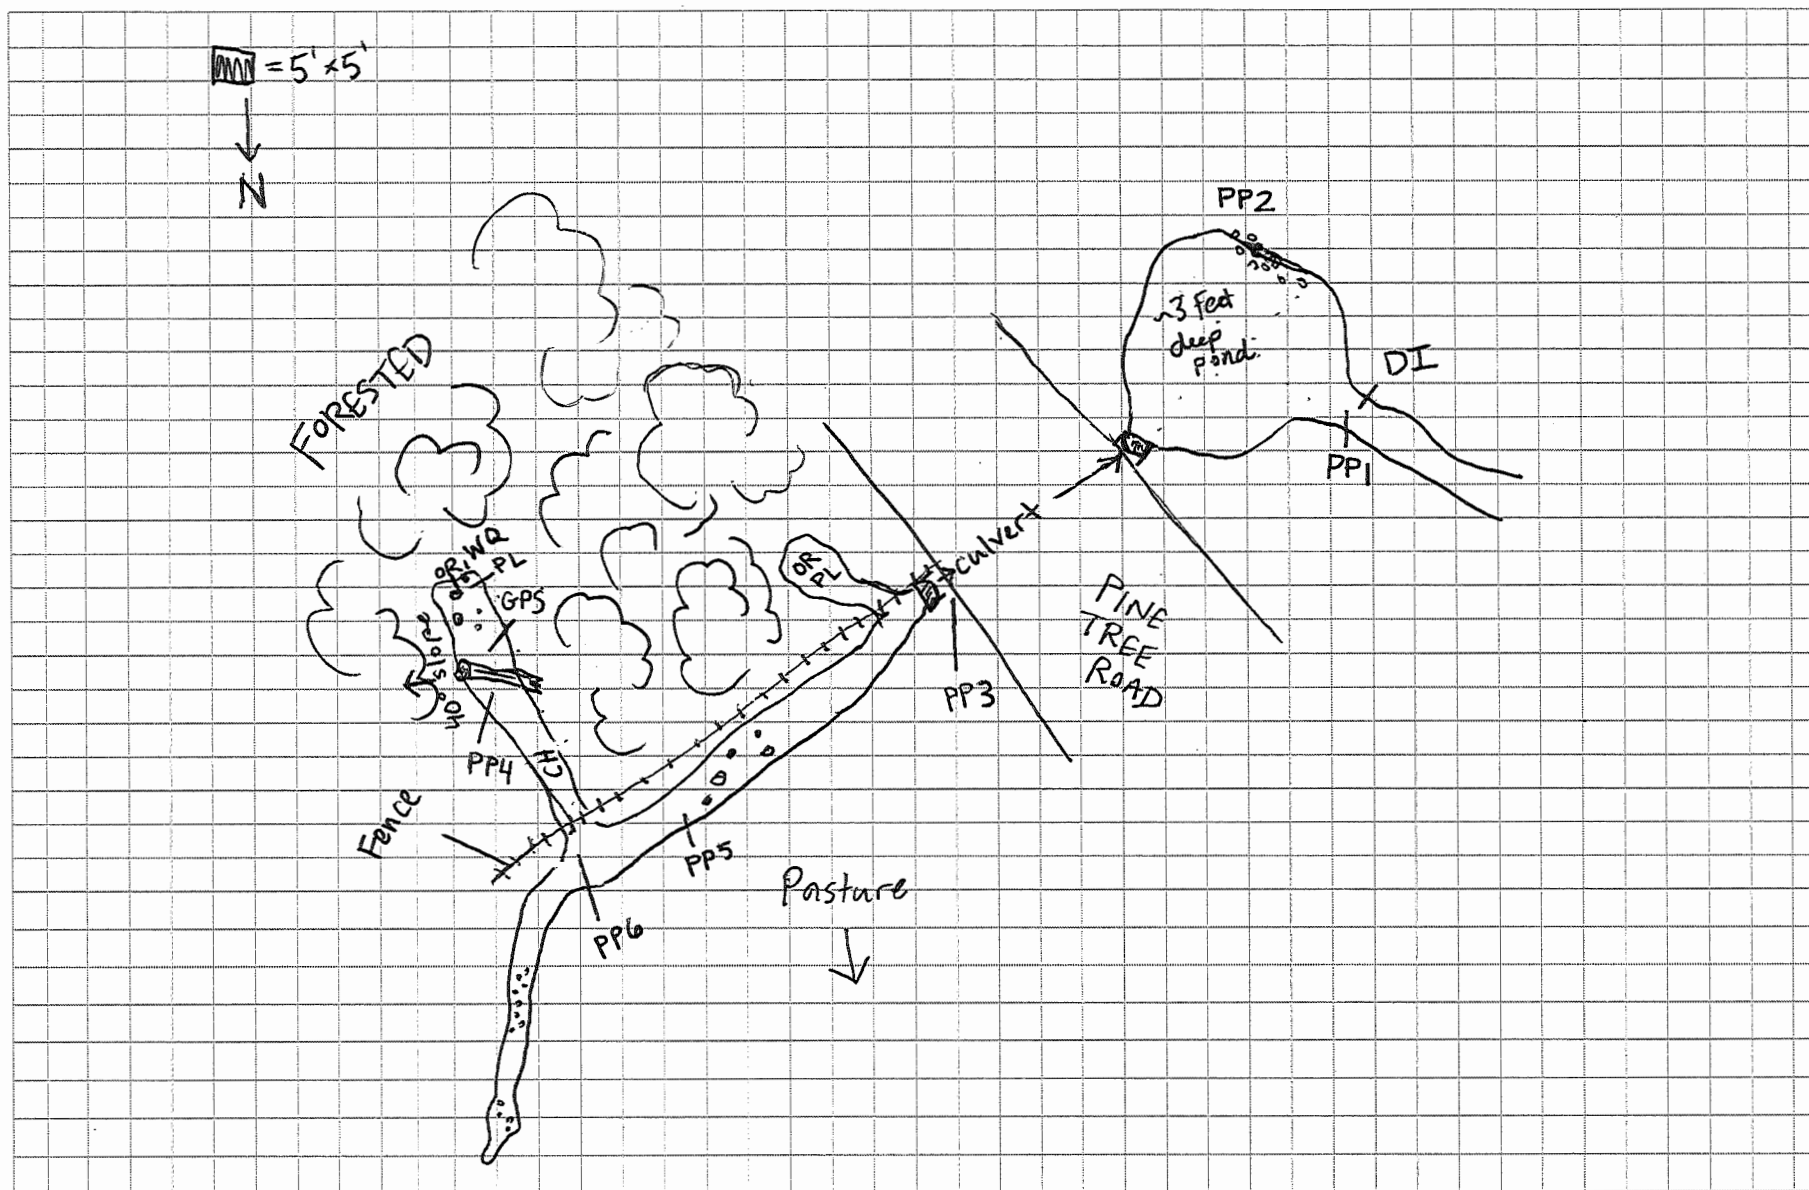 = 5' x 5'
N
PP2
~3 feet
deep
pond
DI
PP1
FORESTED
culvert
OR WQ
PL
GPS
OR
PL
PINE
TREE
ROAD
40° slope
PP3
PP4
CH
Fence
PP5
Pasture
PP6